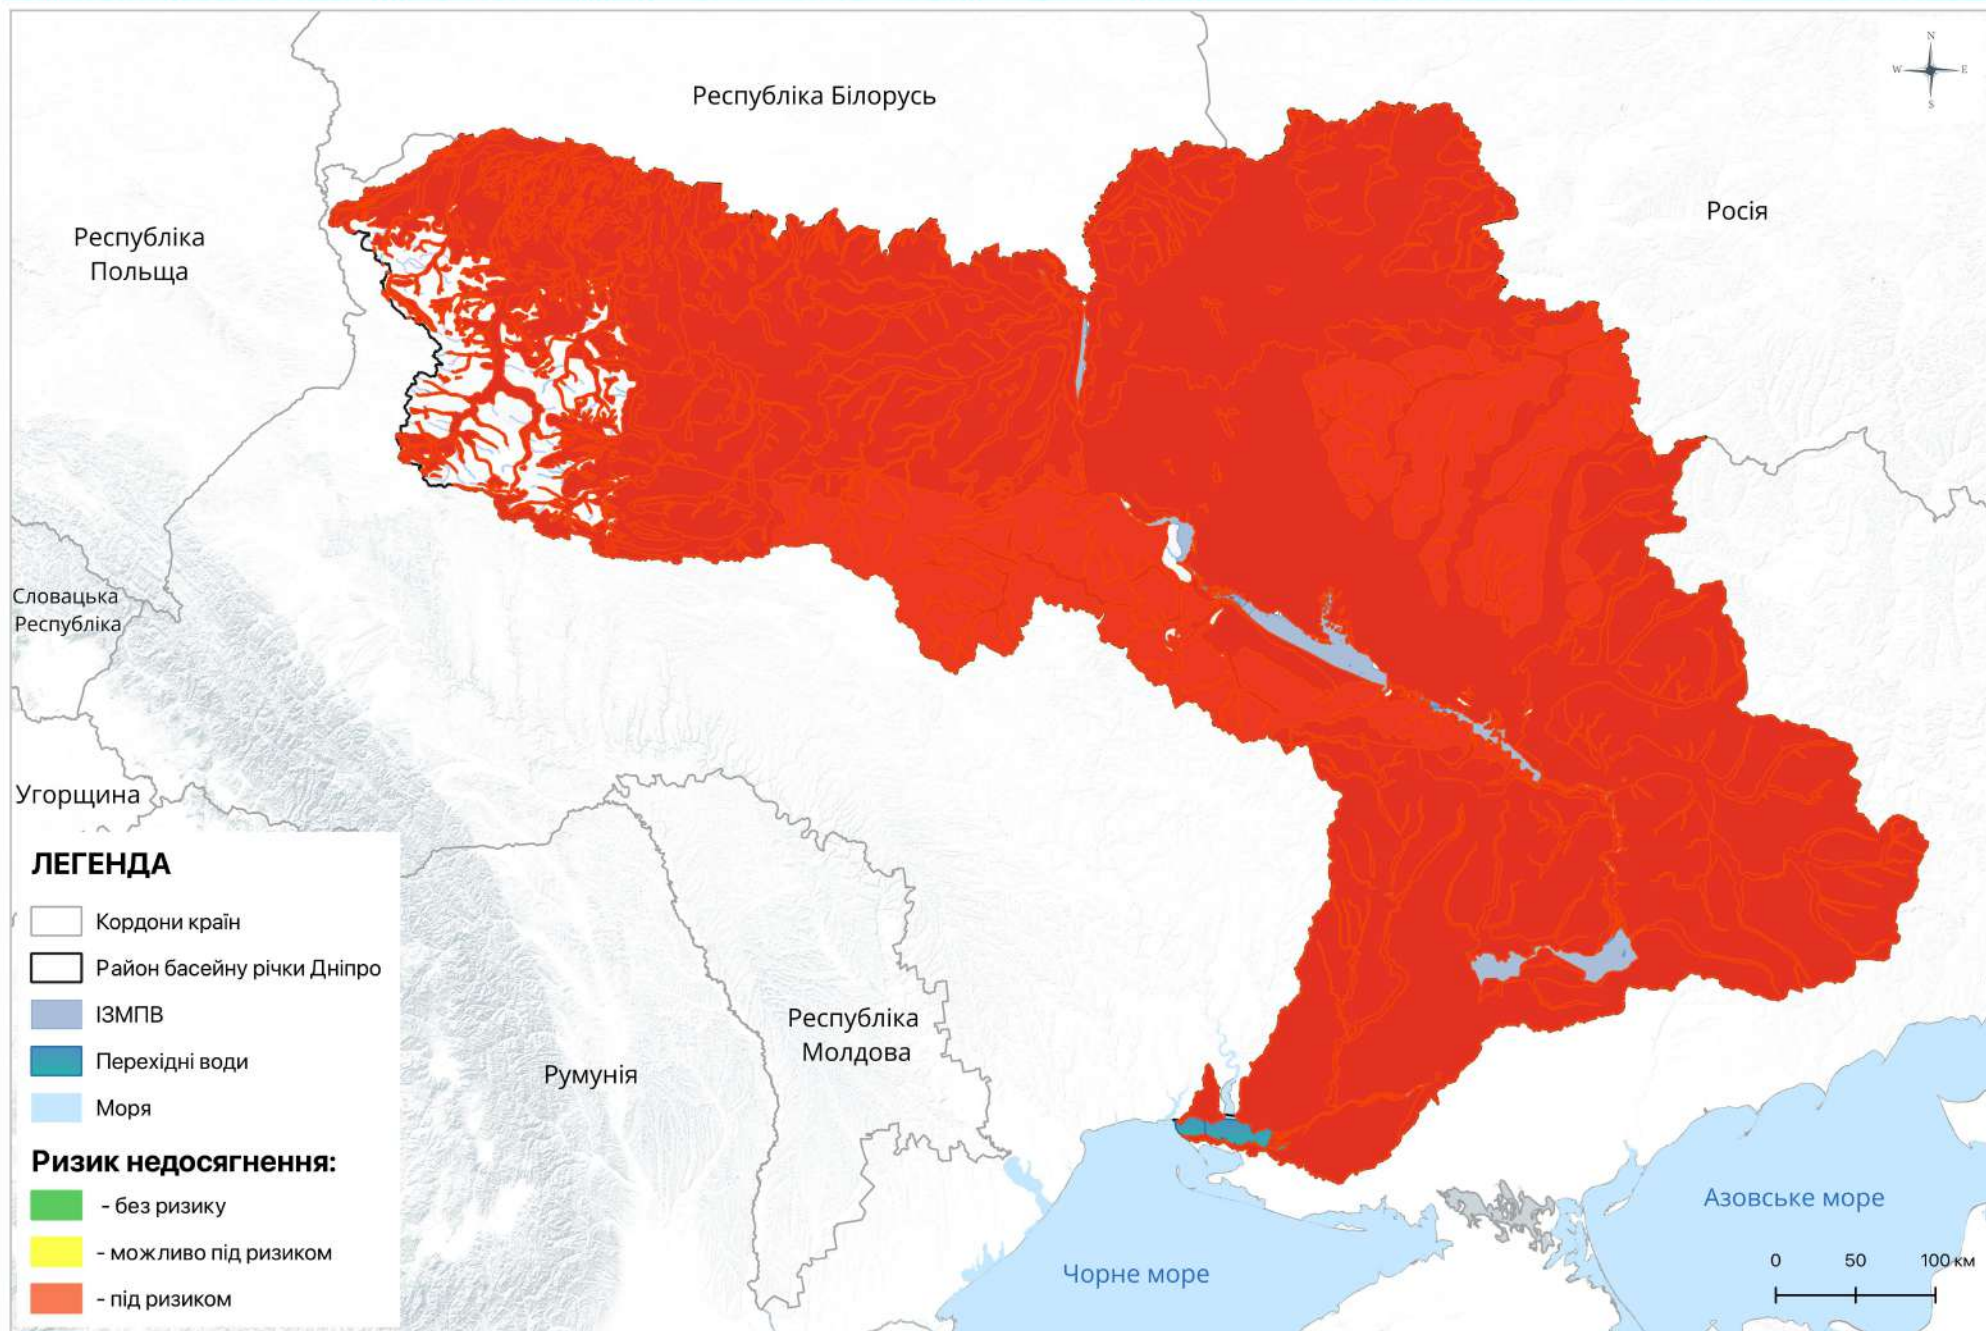 N
W
E
S
Республіка Білорусь
Росія
Республіка
Польща
Словацька
Республіка
Угорщина
Румунія
Республіка
Молдова
Чорне море
Азовське море
0 50 100 км
ЛЕГЕНДА
Кордони країн
Район басейну річки Дніпро
ІЗМПВ
Перехідні води
Моря
Ризик недосягнення:
- без ризику
- можливо під ризиком
- під ризиком